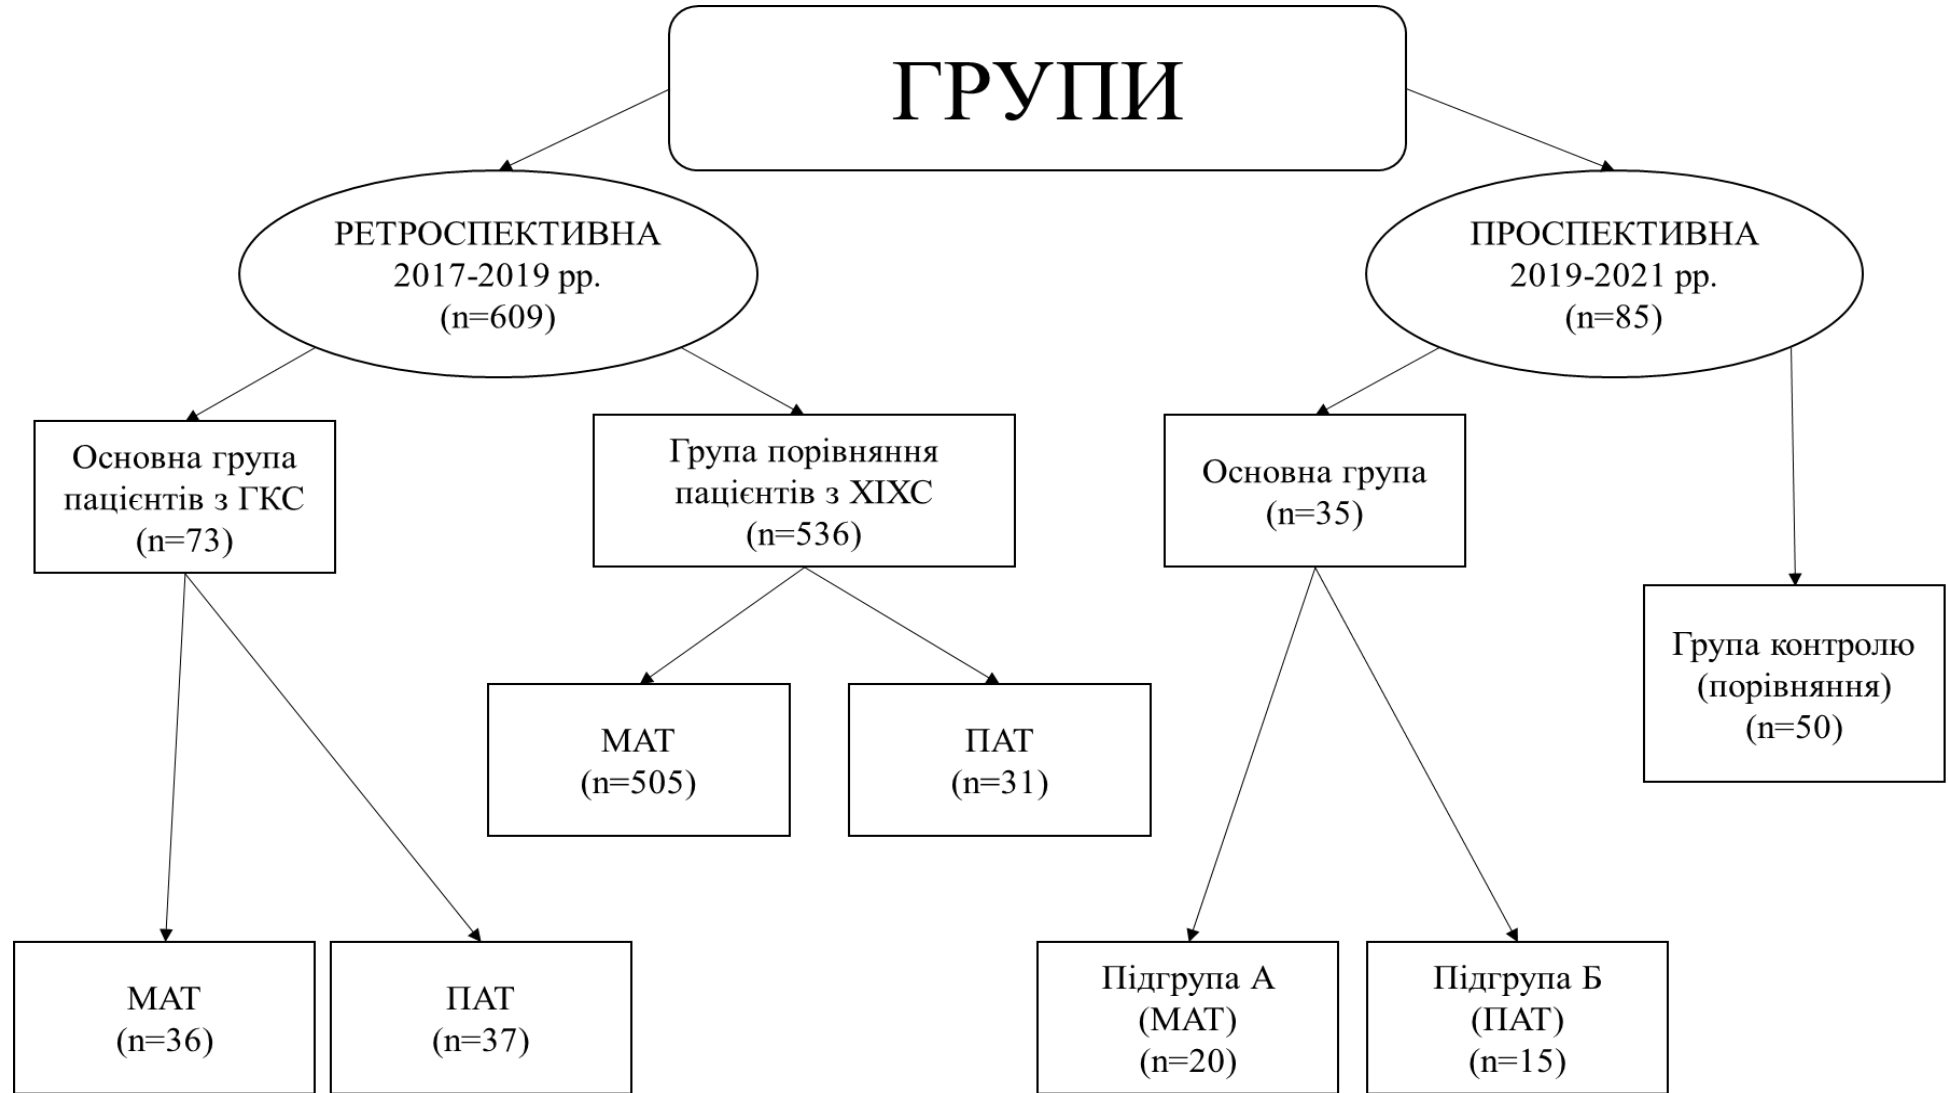 ГРУПИ
РЕТРОСПЕКТИВНА
2017-2019 рр.
(n=609)
ПРОСПЕКТИВНА
2019-2021 рр.
(n=85)
Основна група
пацієнтів з ГКС
(n=73)
Група порівняння
пацієнтів з ХІХС
(n=536)
Основна група
(n=35)
Група контролю
(порівняння)
(n=50)
МАТ
(n=505)
ПАТ
(n=31)
МАТ
(n=36)
ПАТ
(n=37)
Підгрупа А
(МАТ)
(n=20)
Підгрупа Б
(ПАТ)
(n=15)